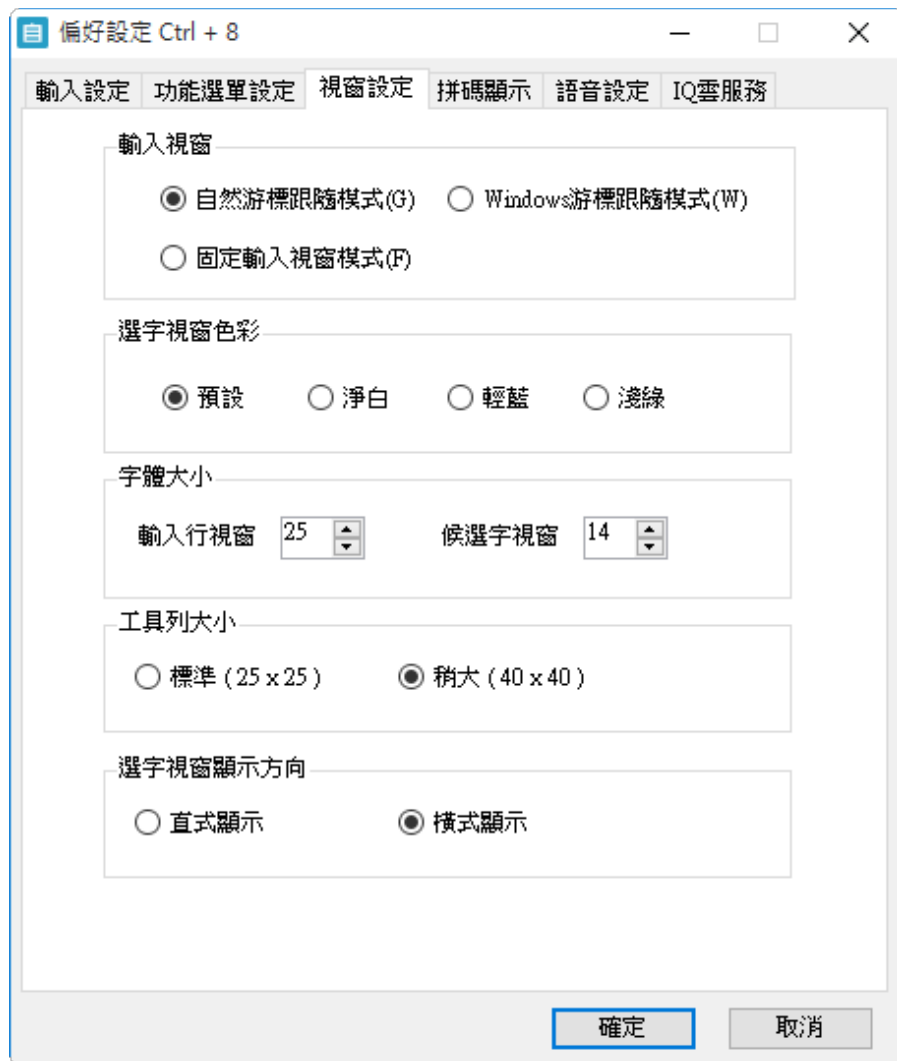 自 偏好設定 Ctrl + 8
輸入設定 功能選單設定 視窗設定 拼碼顯示 語音設定 IQ雲服務
輸入視窗
自然游標跟隨模式(G) Windows游標跟隨模式(W)
固定輸入視窗模式(F)
選字視窗色彩
預設 淨白 輕藍 淺綠
字體大小
輸入行視窗 25 候選字視窗 14
工具列大小
標準 ( 25 x 25 ) 稍大 ( 40 x 40 )
選字視窗顯示方向
直式顯示 橫式顯示
確定 取消